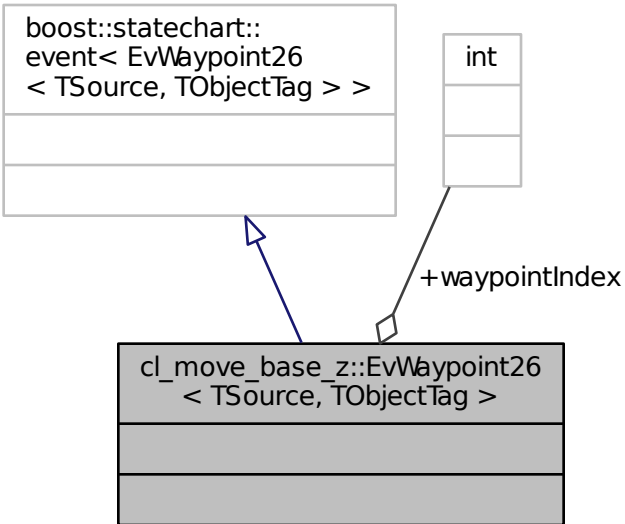 boost::statechart::
event< EvWaypoint26
< TSource, TObjectTag > >
int
+waypointIndex
cl_move_base_z::EvWaypoint26
< TSource, TObjectTag >